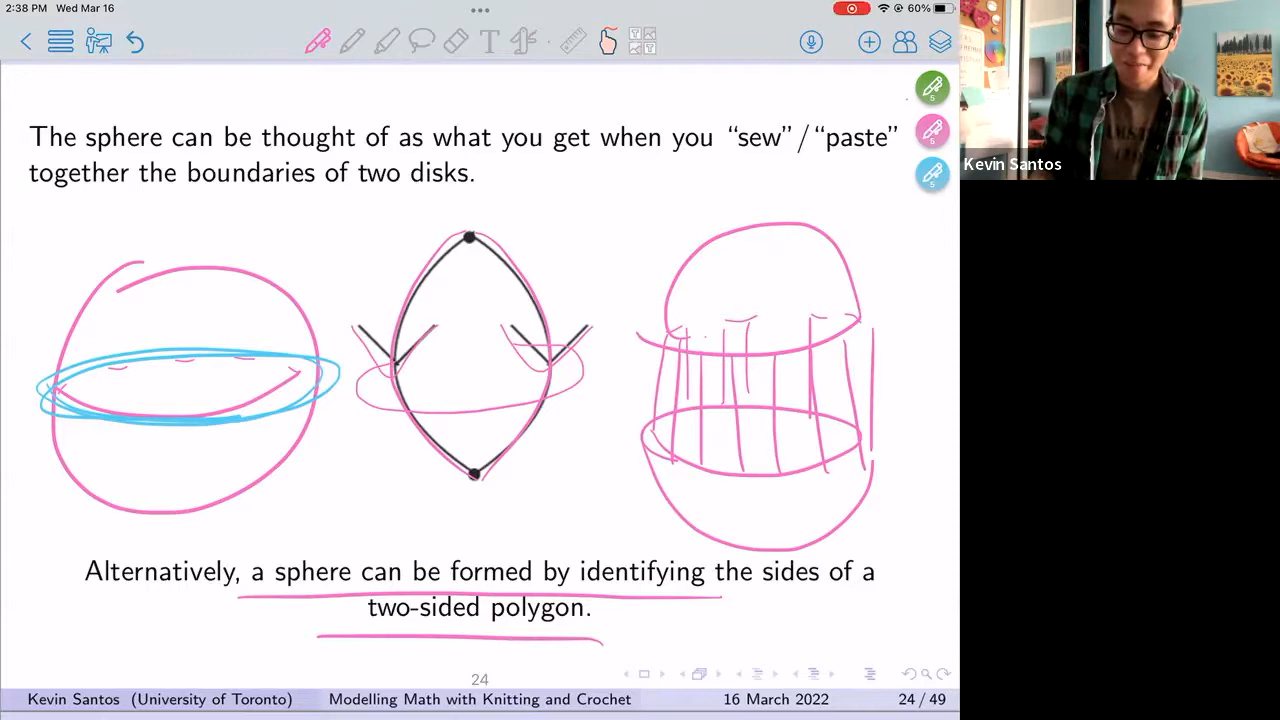 2:38 PM Wed Mar 16
60%
The sphere can be thought of as what you get when you “sew”/“paste”
together the boundaries of two disks.
5
5
5
Kevin Santos
Alternatively, a sphere can be formed by identifying the sides of a
two-sided polygon.
24
Kevin Santos (University of Toronto) Modelling Math with Knitting and Crochet 16 March 2022 24 / 49